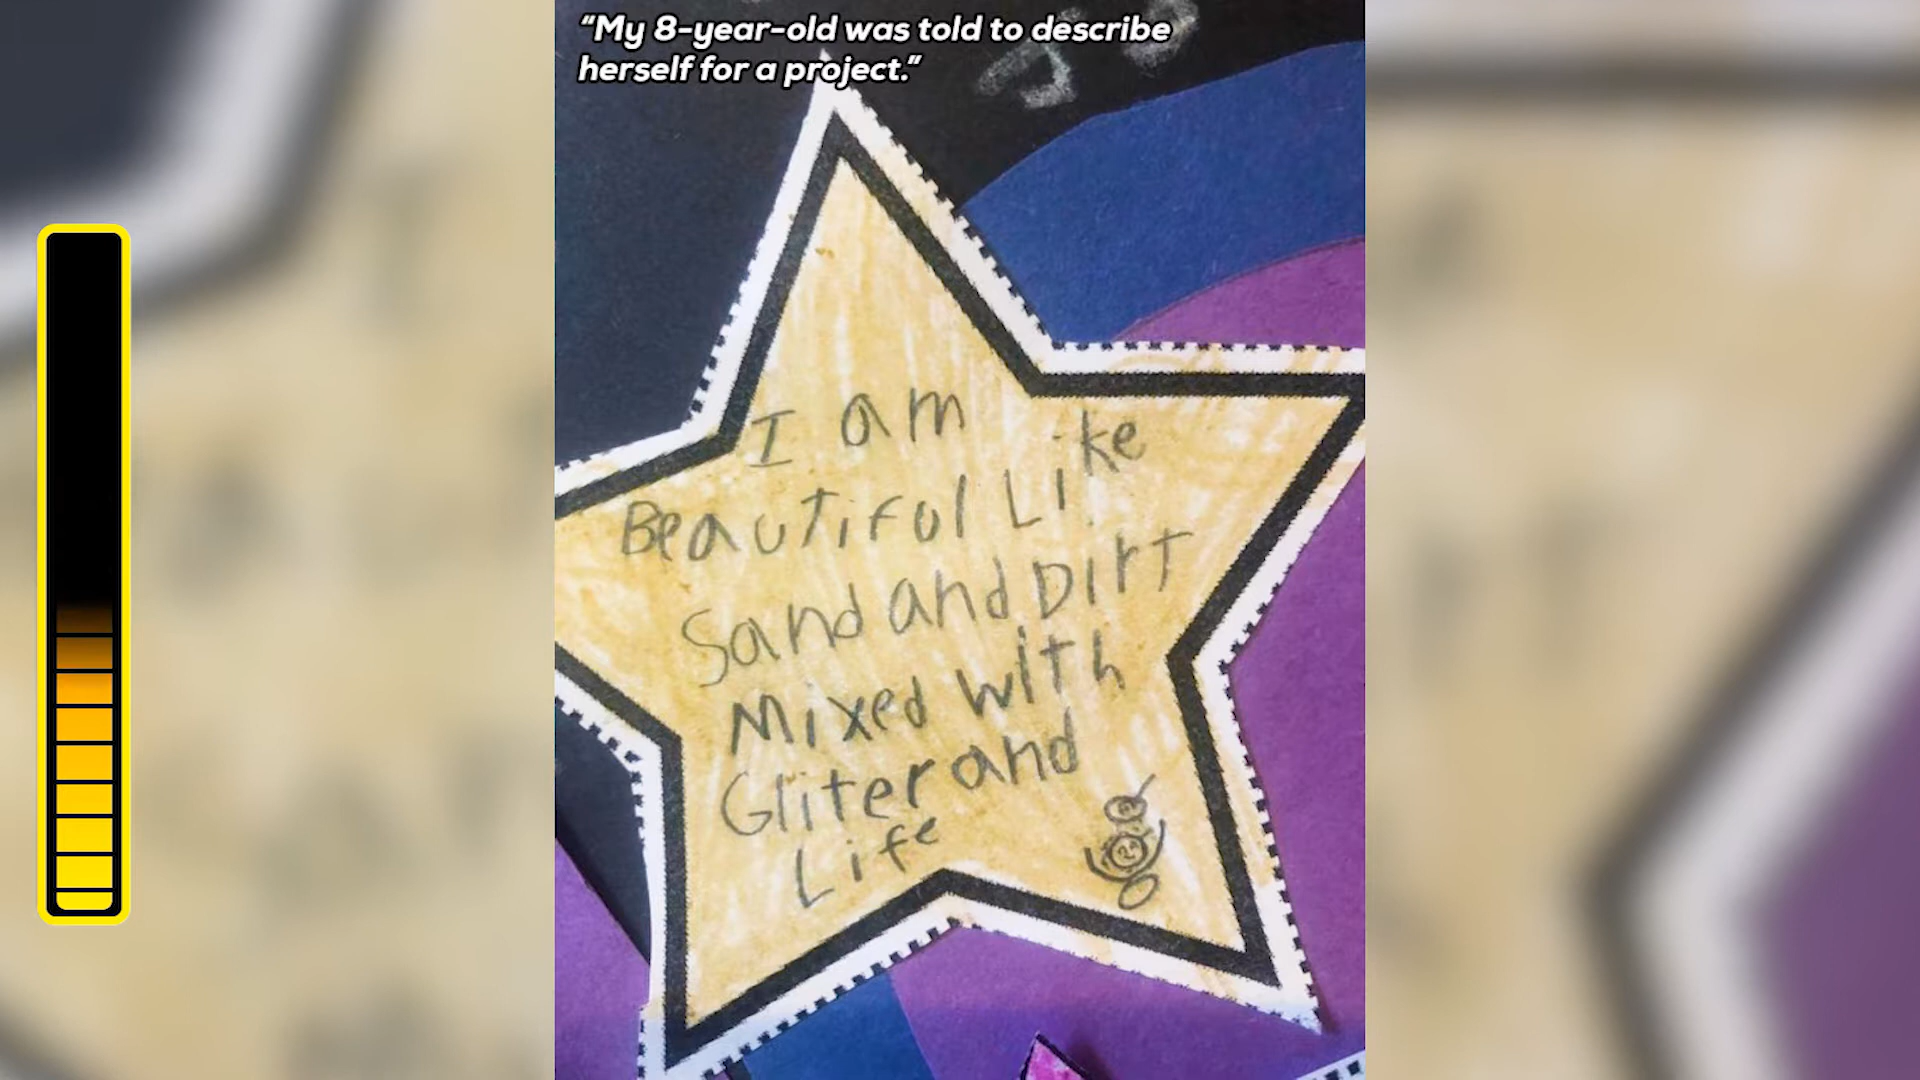 “My 8-year-old was told to describe
herself for a project.”
I am
Beautiful Like
Sand and Dirt
Mixed with
Gliter and
Life